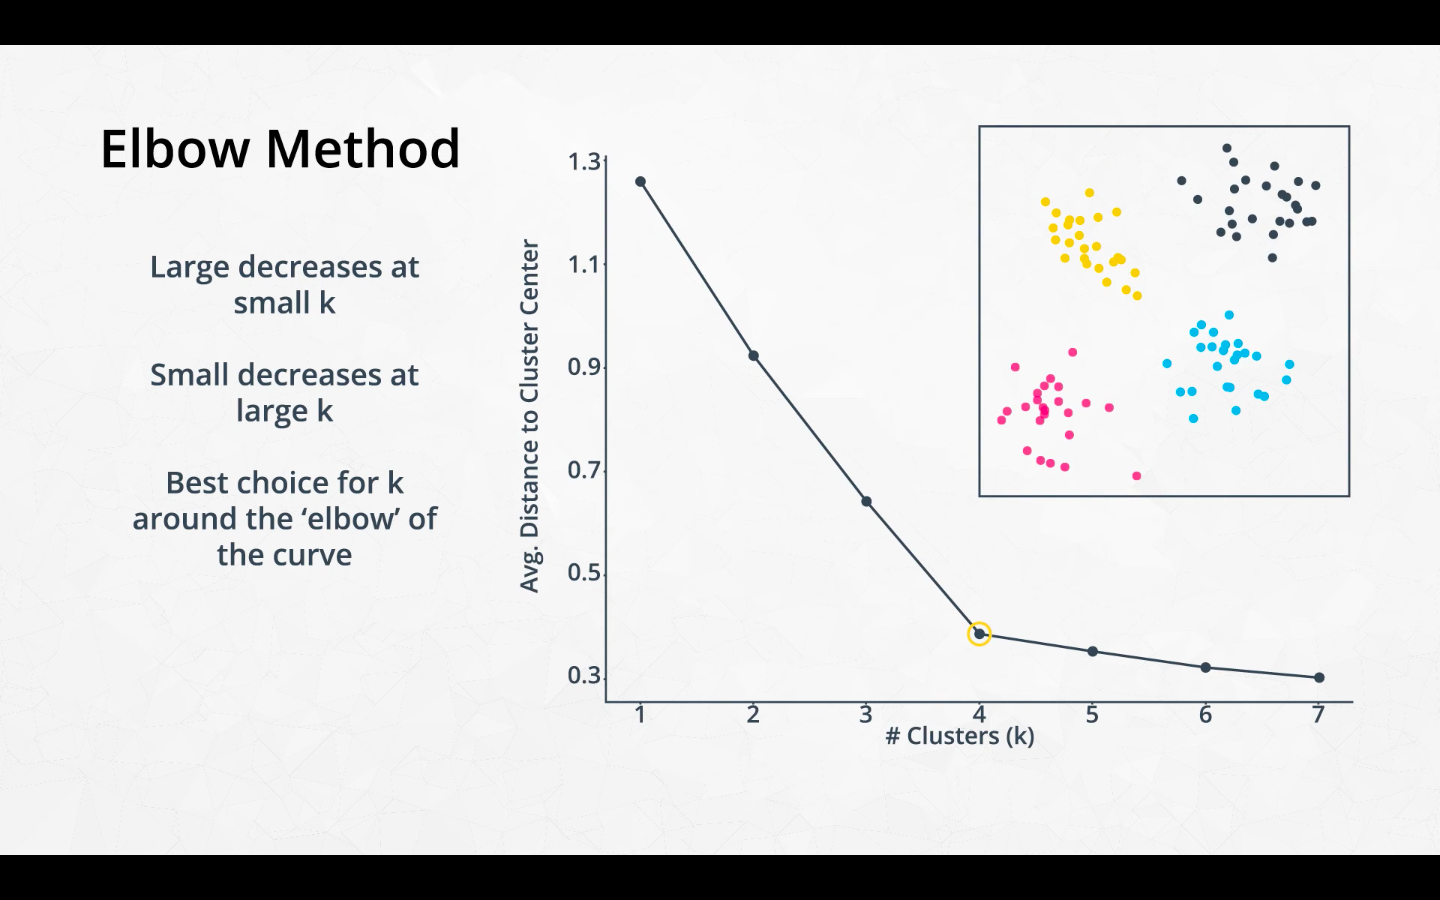 Elbow Method
Large decreases at
small k
Small decreases at
large k
Best choice for k
around the ‘elbow’ of
the curve
Avg. Distance to Cluster Center
1.3
1.1
0.9
0.7
0.5
0.3
1 2 3 4 5 6 7
# Clusters (k)